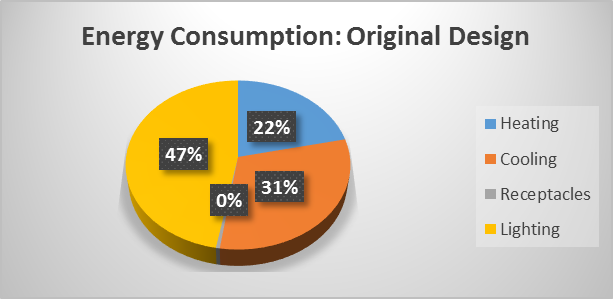 Energy Consumption: Original Design
22%
47%
31%
0%
Heating
Cooling
Receptacles
Lighting